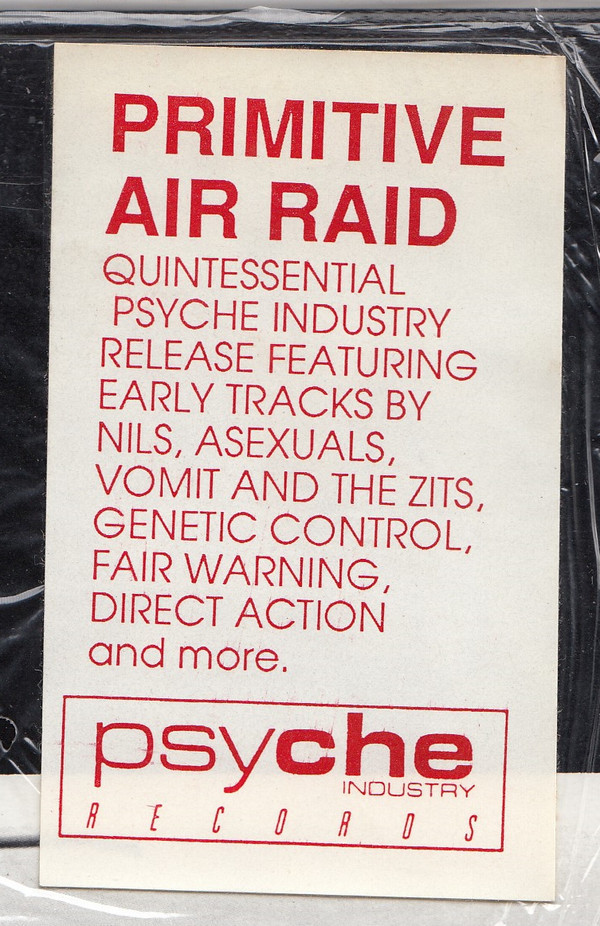 PRIMITIVE
AIR RAID
QUINTESSENTIAL
PSYCHE INDUSTRY
RELEASE FEATURING
EARLY TRACKS BY
NILS, ASEXUALS,
VOMIT AND THE ZITS,
GENETIC CONTROL,
FAIR WARNING,
DIRECT ACTION
and more.
psyche
INDUSTRY
RECORDS